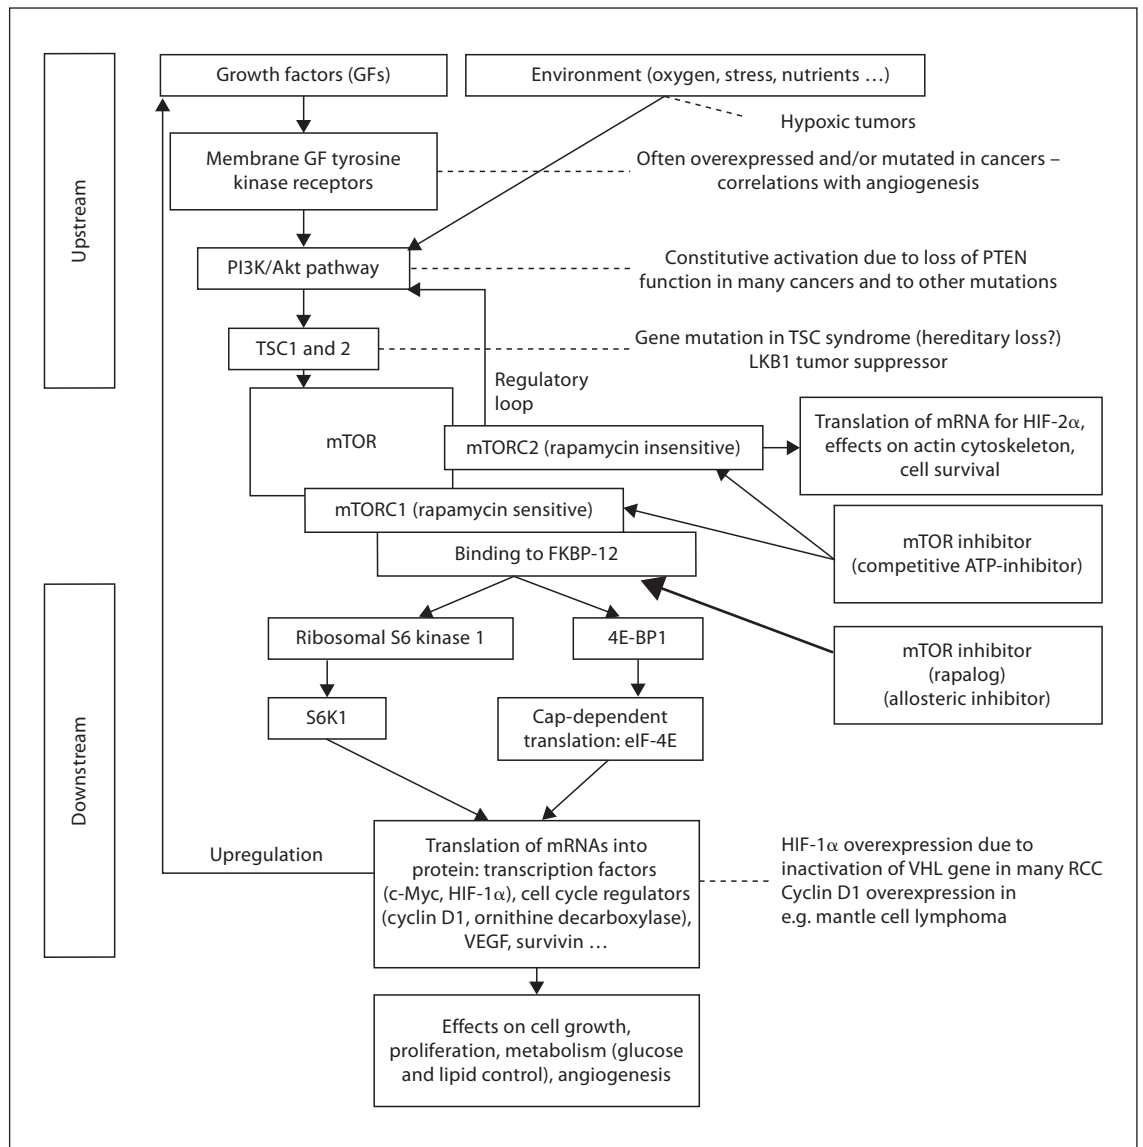 Growth factors (GFs)
Environment (oxygen, stress, nutrients …)
Hypoxic tumors
Membrane GF tyrosine
kinase receptors
Often overexpressed and/or mutated in cancers –
correlations with angiogenesis
Upstream
PI3K/Akt pathway
Constitutive activation due to loss of PTEN
function in many cancers and to other mutations
TSC1 and 2
Gene mutation in TSC syndrome (hereditary loss?)
LKB1 tumor suppressor
Regulatory
loop
mTOR
mTORC2 (rapamycin insensitive)
Translation of mRNA for HIF-2α,
effects on actin cytoskeleton,
cell survival
mTORC1 (rapamycin sensitive)
Binding to FKBP-12
mTOR inhibitor
(competitive ATP-inhibitor)
Ribosomal S6 kinase 1
4E-BP1
mTOR inhibitor
(rapalog)
(allosteric inhibitor)
S6K1
Cap-dependent
translation: eIF-4E
Downstream
Upregulation
Translation of mRNAs into
protein: transcription factors
(c-Myc, HIF-1α), cell cycle regulators
(cyclin D1, ornithine decarboxylase),
VEGF, survivin …
HIF-1α overexpression due to
inactivation of VHL gene in many RCC
Cyclin D1 overexpression in
e.g. mantle cell lymphoma
Effects on cell growth,
proliferation, metabolism (glucose
and lipid control), angiogenesis